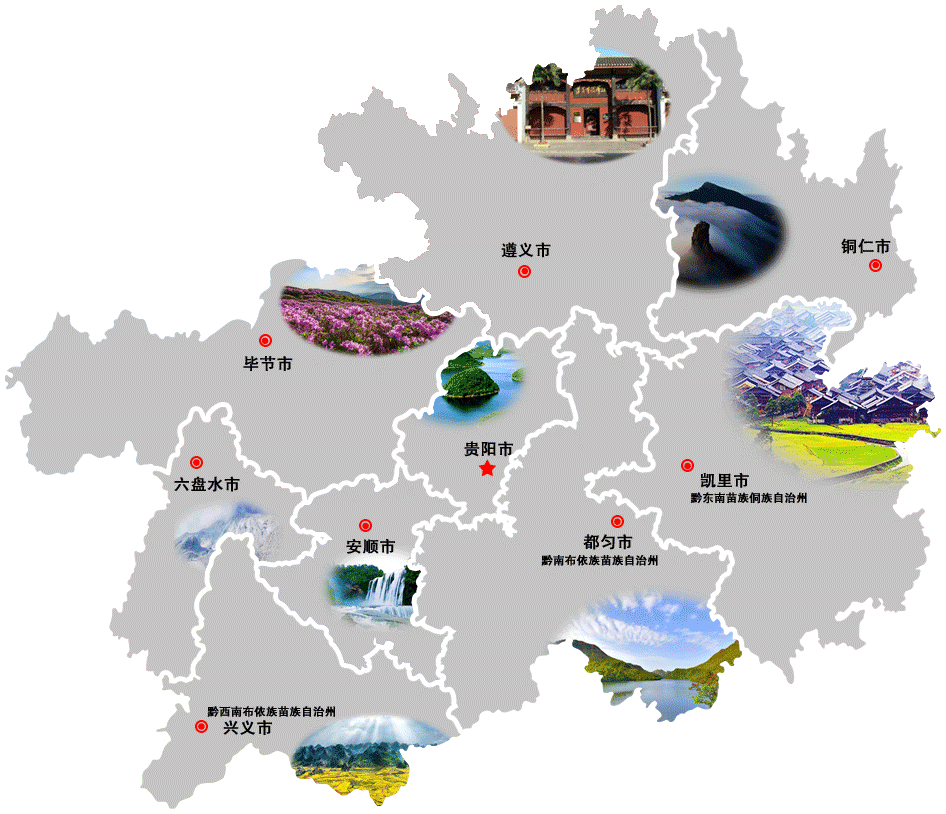 遵义市
铜仁市
毕节市
贵阳市
六盘水市
凯里市
黔东南苗族侗族自治州
安顺市
都匀市
黔南布依族苗族自治州
黔西南布依族苗族自治州
兴义市